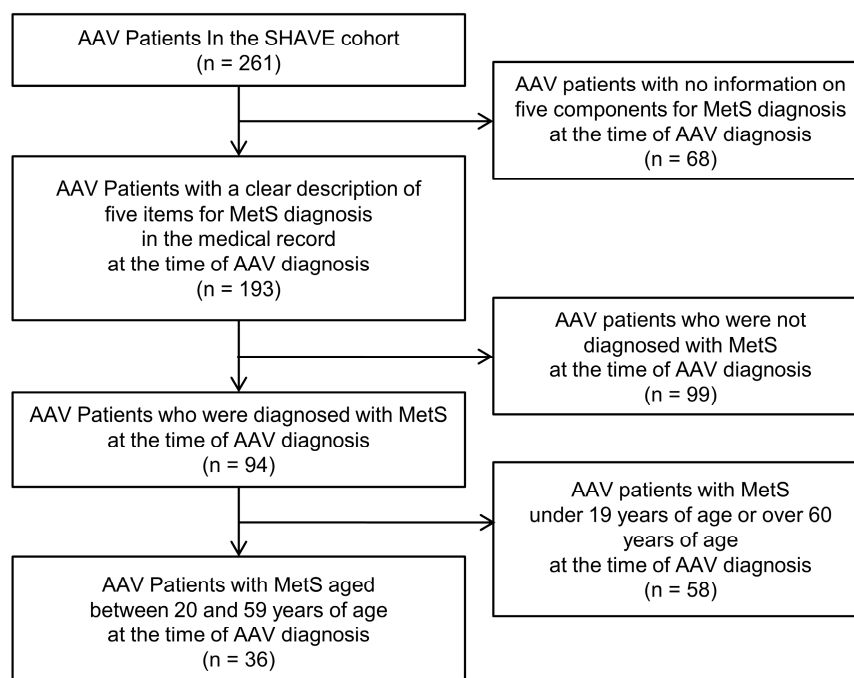 AAV Patients In the SHAVE cohort
(n = 261)
AAV patients with no information on
five components for MetS diagnosis
at the time of AAV diagnosis
(n = 68)
AAV Patients with a clear description of
five items for MetS diagnosis
in the medical record
at the time of AAV diagnosis
(n = 193)
AAV patients who were not
diagnosed with MetS
at the time of AAV diagnosis
(n = 99)
AAV Patients who were diagnosed with MetS
at the time of AAV diagnosis
(n = 94)
AAV patients with MetS
under 19 years of age or over 60
years of age
at the time of AAV diagnosis
(n = 58)
AAV Patients with MetS aged
between 20 and 59 years of age
at the time of AAV diagnosis
(n = 36)